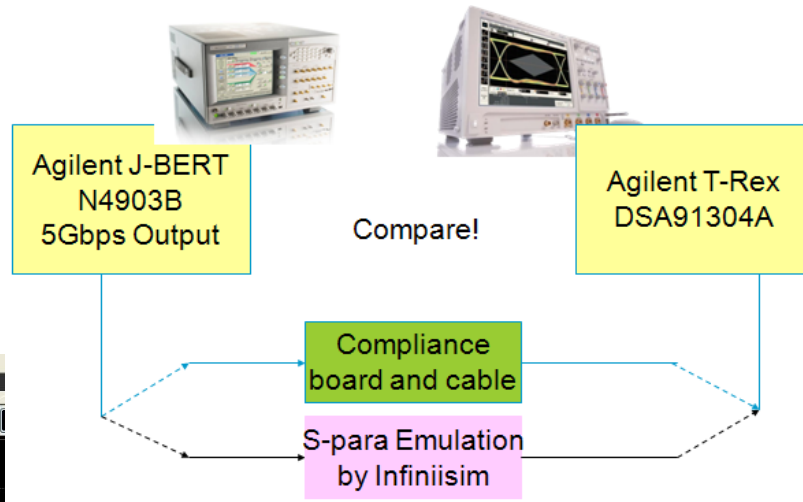 Agilent J-BERT
N4903B
5Gbps Output
Compare!
Agilent T-Rex
DSA91304A
Compliance
board and cable
S-para Emulation
by Infiniisim